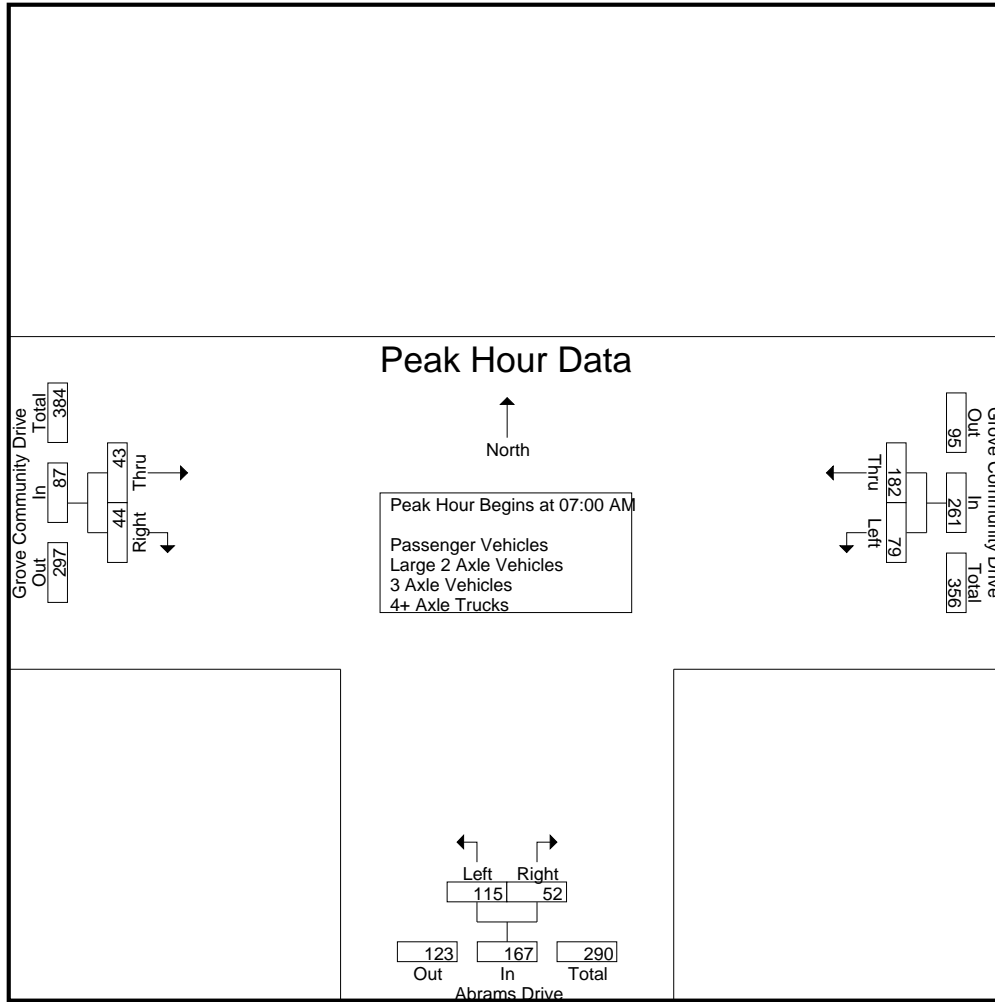 Peak Hour Data
North
Peak Hour Begins at 07:00 AM
Passenger Vehicles
Large 2 Axle Vehicles
3 Axle Vehicles
4+ Axle Trucks
Grove Community Drive
Out In Total
297 87 384
Right Thru
44 43
Grove Community Drive
Out In Total
95 261 356
Thru Left
182 79
Left Right
115 52
123 167 290
Out In Total
Abrams Drive